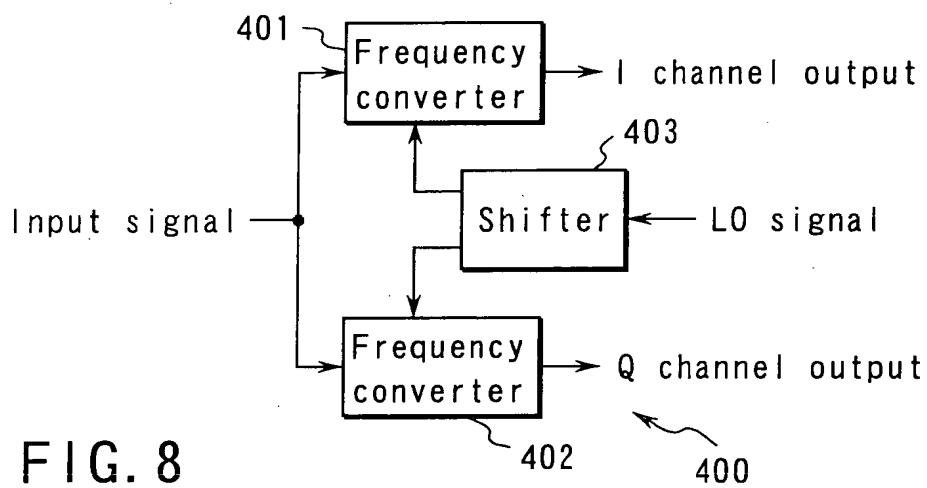 401
Frequency
converter
I channel output
403
Shifter
Input signal
LO signal
Frequency
converter
Q channel output
402
400
FIG. 8